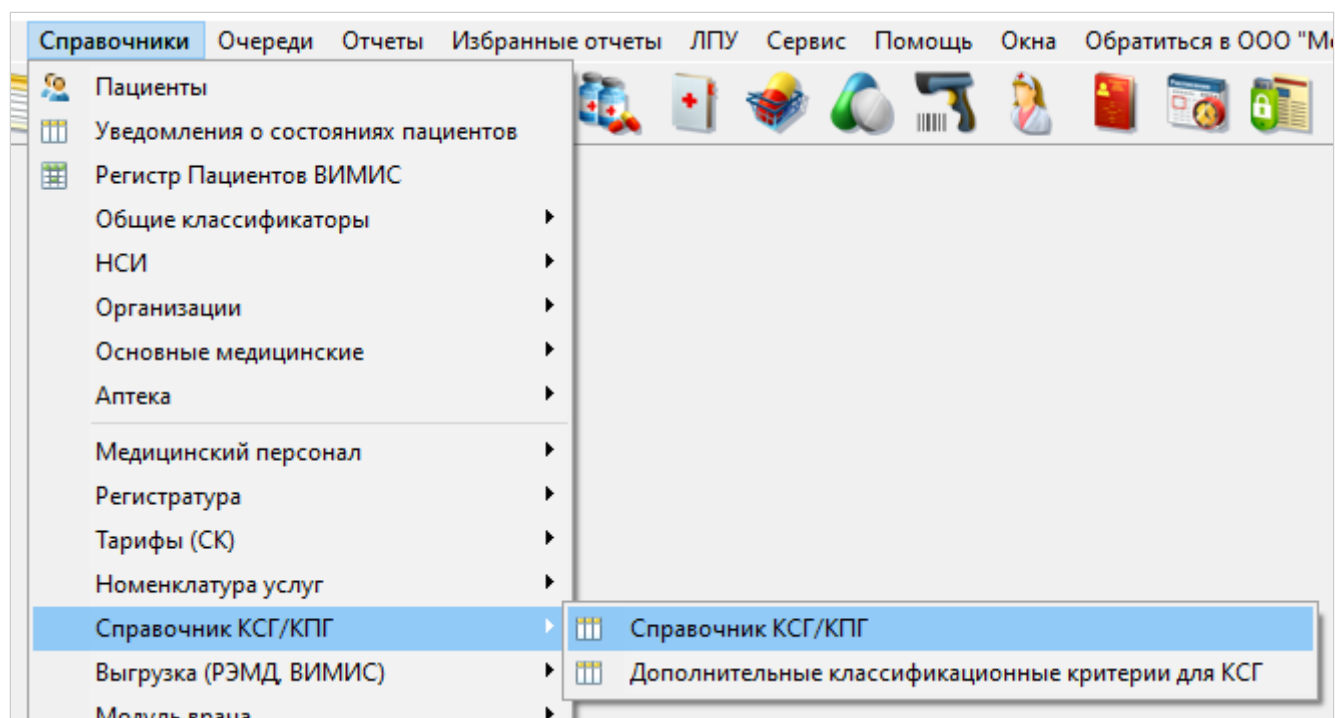 Справочники Очереди Отчеты Избранные отчеты ЛПУ Сервис Помощь Окна Обратиться в ООО "М
Пациенты
Уведомления о состояниях пациентов
Регистр Пациентов ВИМИС
Общие классификаторы
НСИ
Организации
Основные медицинские
Аптека
Медицинский персонал
Регистратура
Тарифы (СК)
Номенклатура услуг
Справочник КСГ/КПГ Справочник КСГ/КПГ
Выгрузка (РЭМД, ВИМИС) Дополнительные классификационные критерии для КСГ
Модуль врача